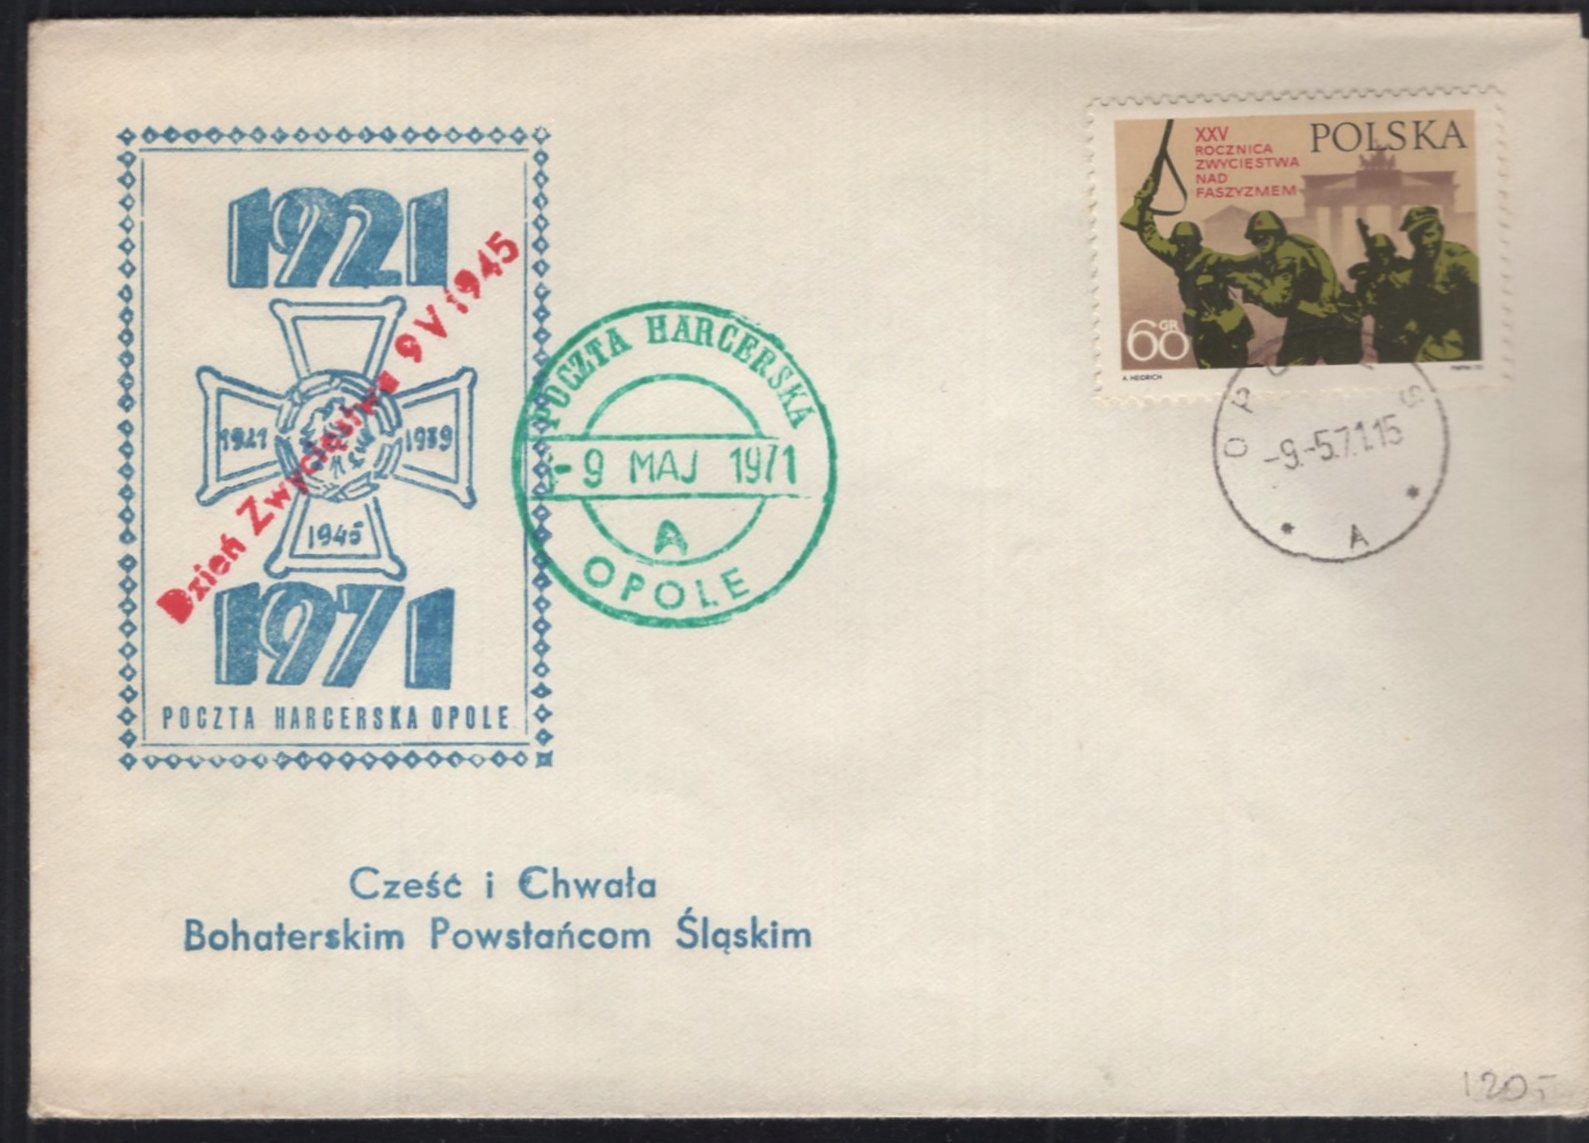 1921
Dzień Zwycięstwa 9 V 1945
1921
1939
1945
1971
POCZTA HARCERSKA OPOLE
POCZTA HARCERSKA
-9 MAJ 1971
A
OPOLE
XXV
ROCZNICA
ZWYCIĘSTWA
NAD
FASZYZMEM
POLSKA
60 GR
A. HEIDRICH
-9.-5.71.15
* A *
Cześć i Chwała
Bohaterskim Powstańcom Śląskim
120,-